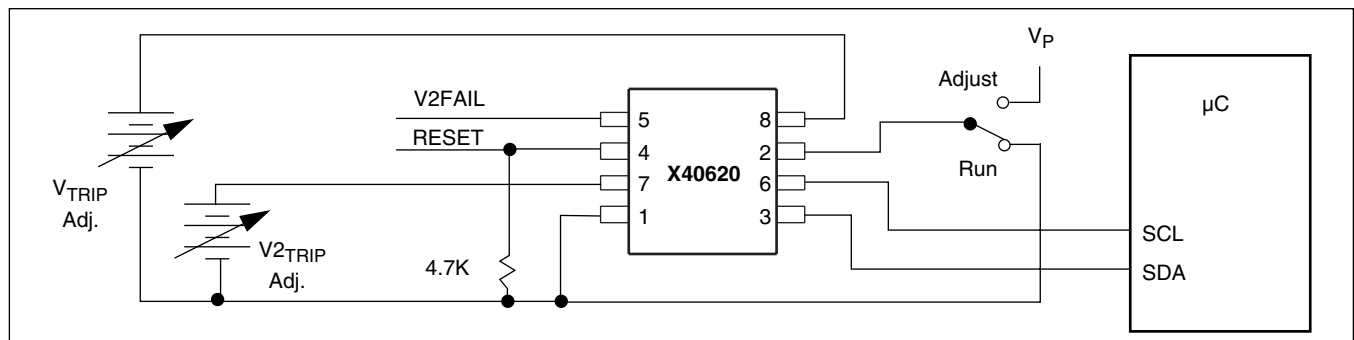 V_P
Adjust
µC
V2FAIL
5
8
RESET
4
2
X40620
Run
7
6
V_TRIP
Adj.
1
3
SCL
V2_TRIP
Adj.
4.7K
SDA